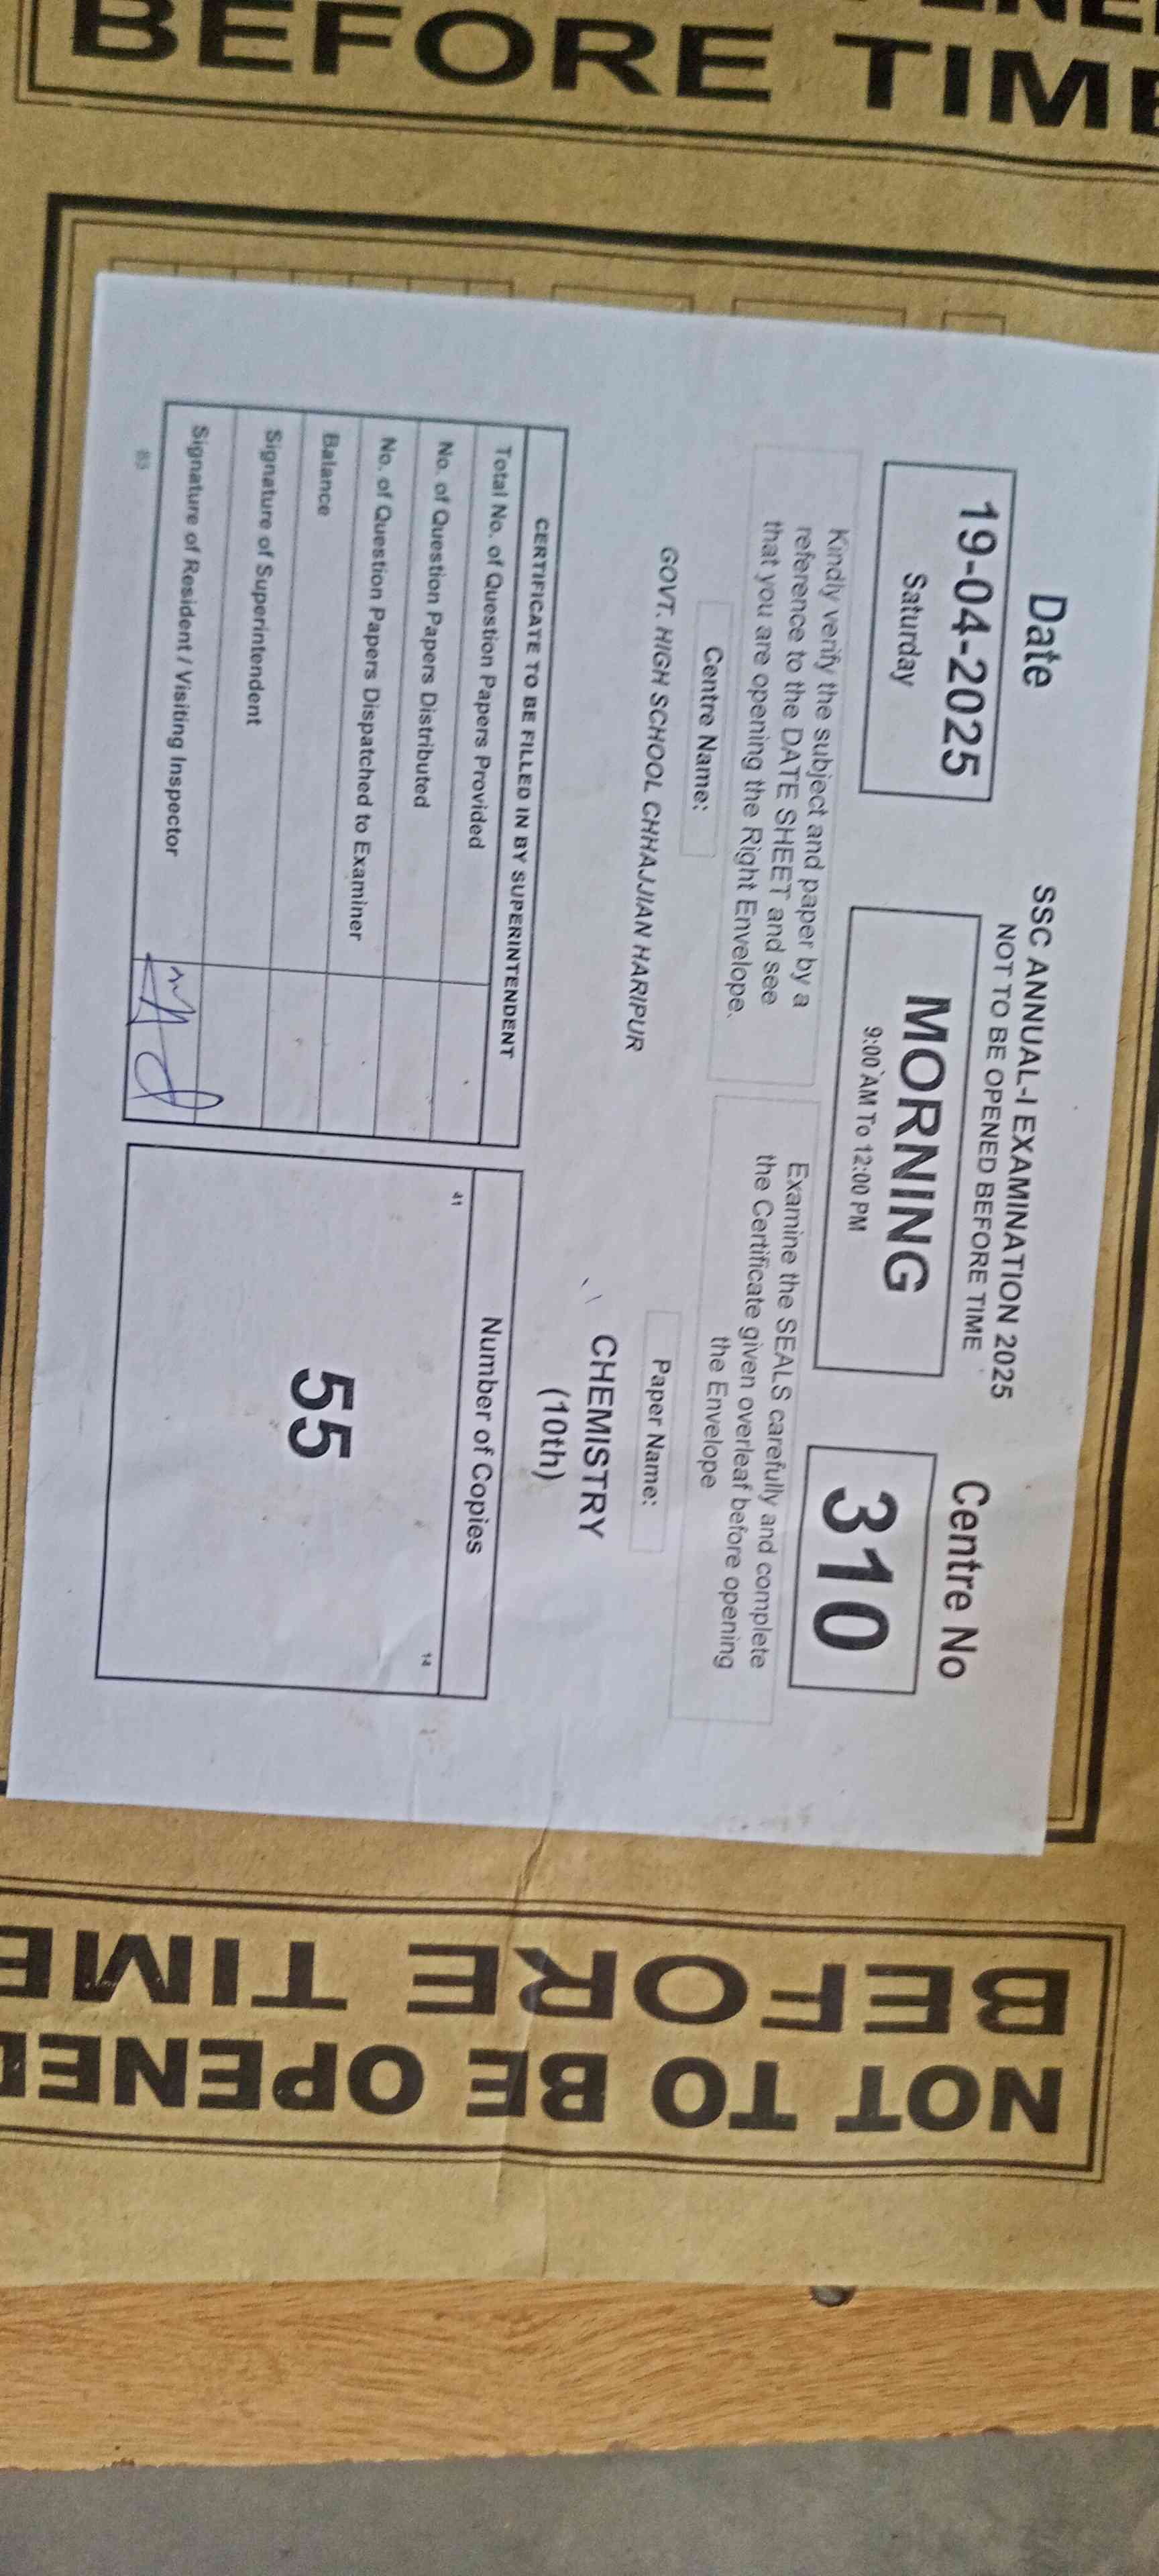 BEFORE TIME
SSC ANNUAL-I EXAMINATION 2025
NOT TO BE OPENED BEFORE TIME
Date
19-04-2025
Saturday
MORNING
9:00 AM To 12:00 PM
Centre No
310
Kindly verify the subject and paper by a
reference to the DATE SHEET and see
that you are opening the Right Envelope.
Examine the SEALS carefully and complete
the Certificate given overleaf before opening
the Envelope
Centre Name:
GOVT. HIGH SCHOOL CHHAJJIAN HARIPUR
Paper Name:
CHEMISTRY
(10th)
CERTIFICATE TO BE FILLED IN BY SUPERINTENDENT
Total No. of Question Papers Provided
No. of Question Papers Distributed
No. of Question Papers Dispatched to Examiner
Balance
Signature of Superintendent
Signature of Resident / Visiting Inspector
Number of Copies
41
14
55
NOT TO BE OPENED
BEFORE TIME